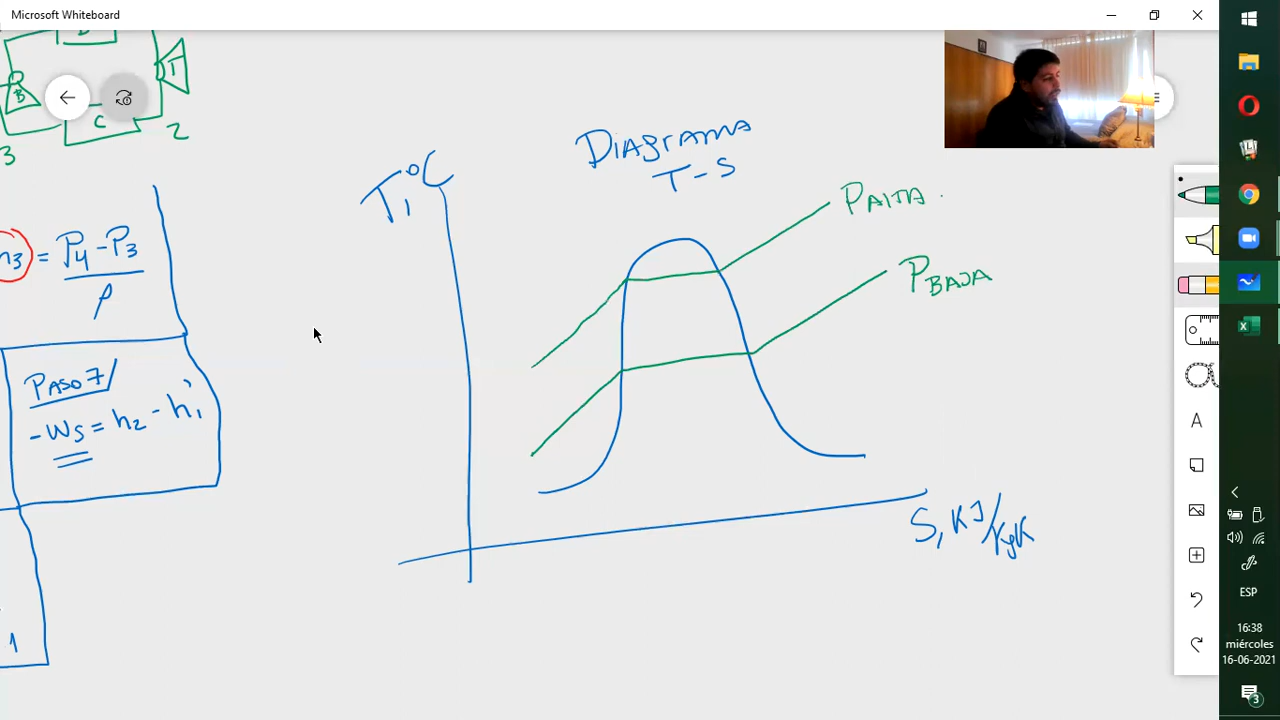 Microsoft Whiteboard
B
T
C
2
3
= P4 - P3
ρ
PASO 7/
-Ws = h2 - h1
1
DIAGRAMA
T-S
T, °C
PALTA
PBAJA
S, KJ/KgK
A
ESP
16:38
miércoles
16-06-2021
3